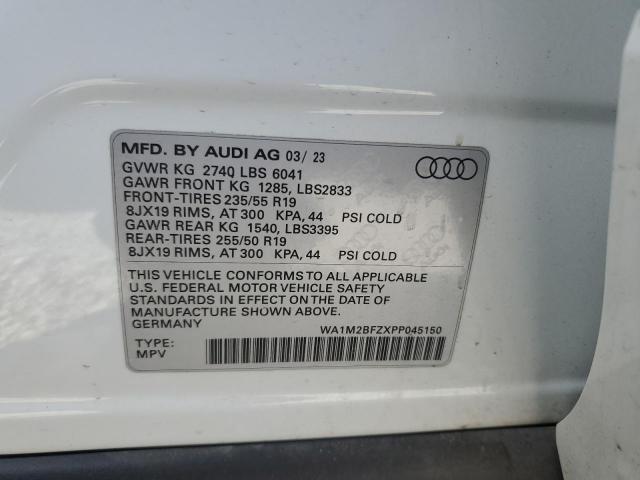 MFD. BY AUDI AG 03/ 23
GVWR KG 2740 LBS 6041
GAWR FRONT KG 1285, LBS2833
FRONT-TIRES 235/55 R19
8JX19 RIMS, AT 300 KPA, 44 PSI COLD
GAWR REAR KG 1540, LBS3395
REAR-TIRES 255/50 R19
8JX19 RIMS, AT 300 KPA, 44 PSI COLD
THIS VEHICLE CONFORMS TO ALL APPLICABLE
U.S. FEDERAL MOTOR VEHICLE SAFETY
STANDARDS IN EFFECT ON THE DATE OF
MANUFACTURE SHOWN ABOVE.
GERMANY
WA1M2BFZXPP045150
TYPE:
MPV